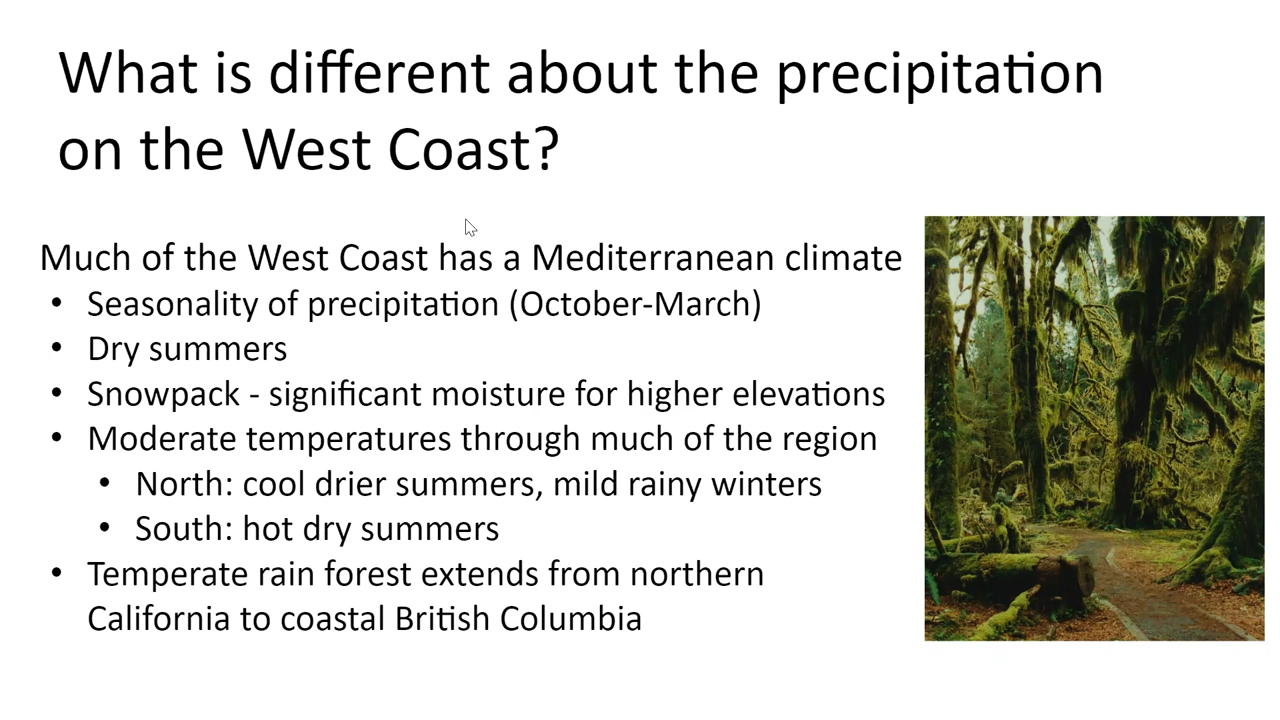 What is different about the precipitation
on the West Coast?
Much of the West Coast has a Mediterranean climate
• Seasonality of precipitation (October-March)
• Dry summers
• Snowpack - significant moisture for higher elevations
• Moderate temperatures through much of the region
• North: cool drier summers, mild rainy winters
• South: hot dry summers
• Temperate rain forest extends from northern
California to coastal British Columbia